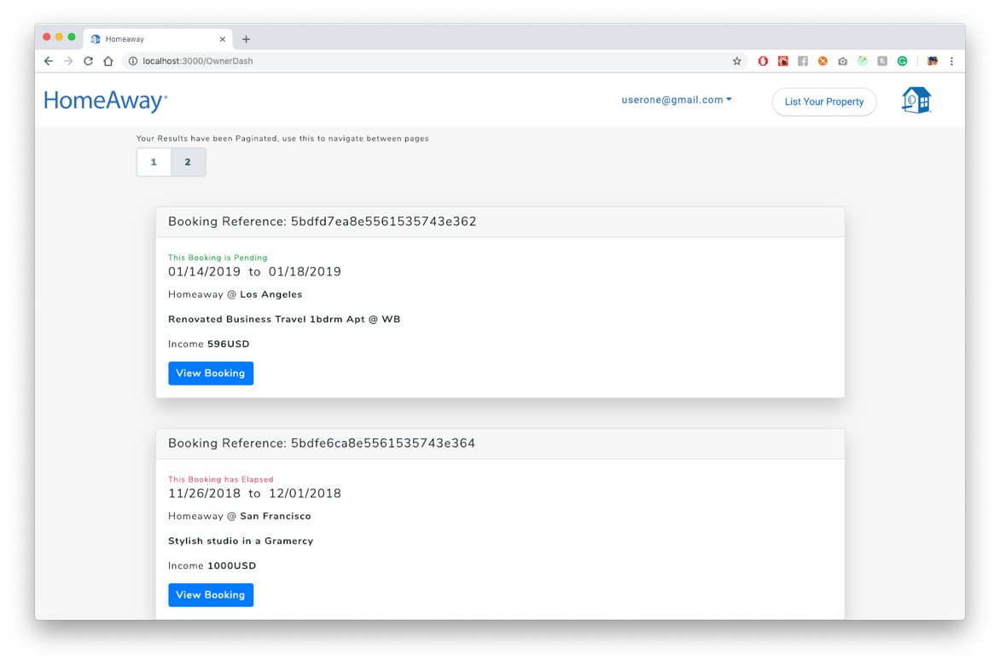 Homeaway
localhost:3000/OwnerDash
HomeAway®
userone@gmail.com
List Your Property
Your Results have been Paginated, use this to navigate between pages
1 2
Booking Reference: 5bdfd7ea8e5561535743e362
This Booking is Pending
01/14/2019 to 01/18/2019
Homeaway @ Los Angeles
Renovated Business Travel 1bdrm Apt @ WB
Income 596USD
View Booking
Booking Reference: 5bdfe6ca8e5561535743e364
This Booking has Elapsed
11/26/2018 to 12/01/2018
Homeaway @ San Francisco
Stylish studio in a Gramercy
Income 1000USD
View Booking